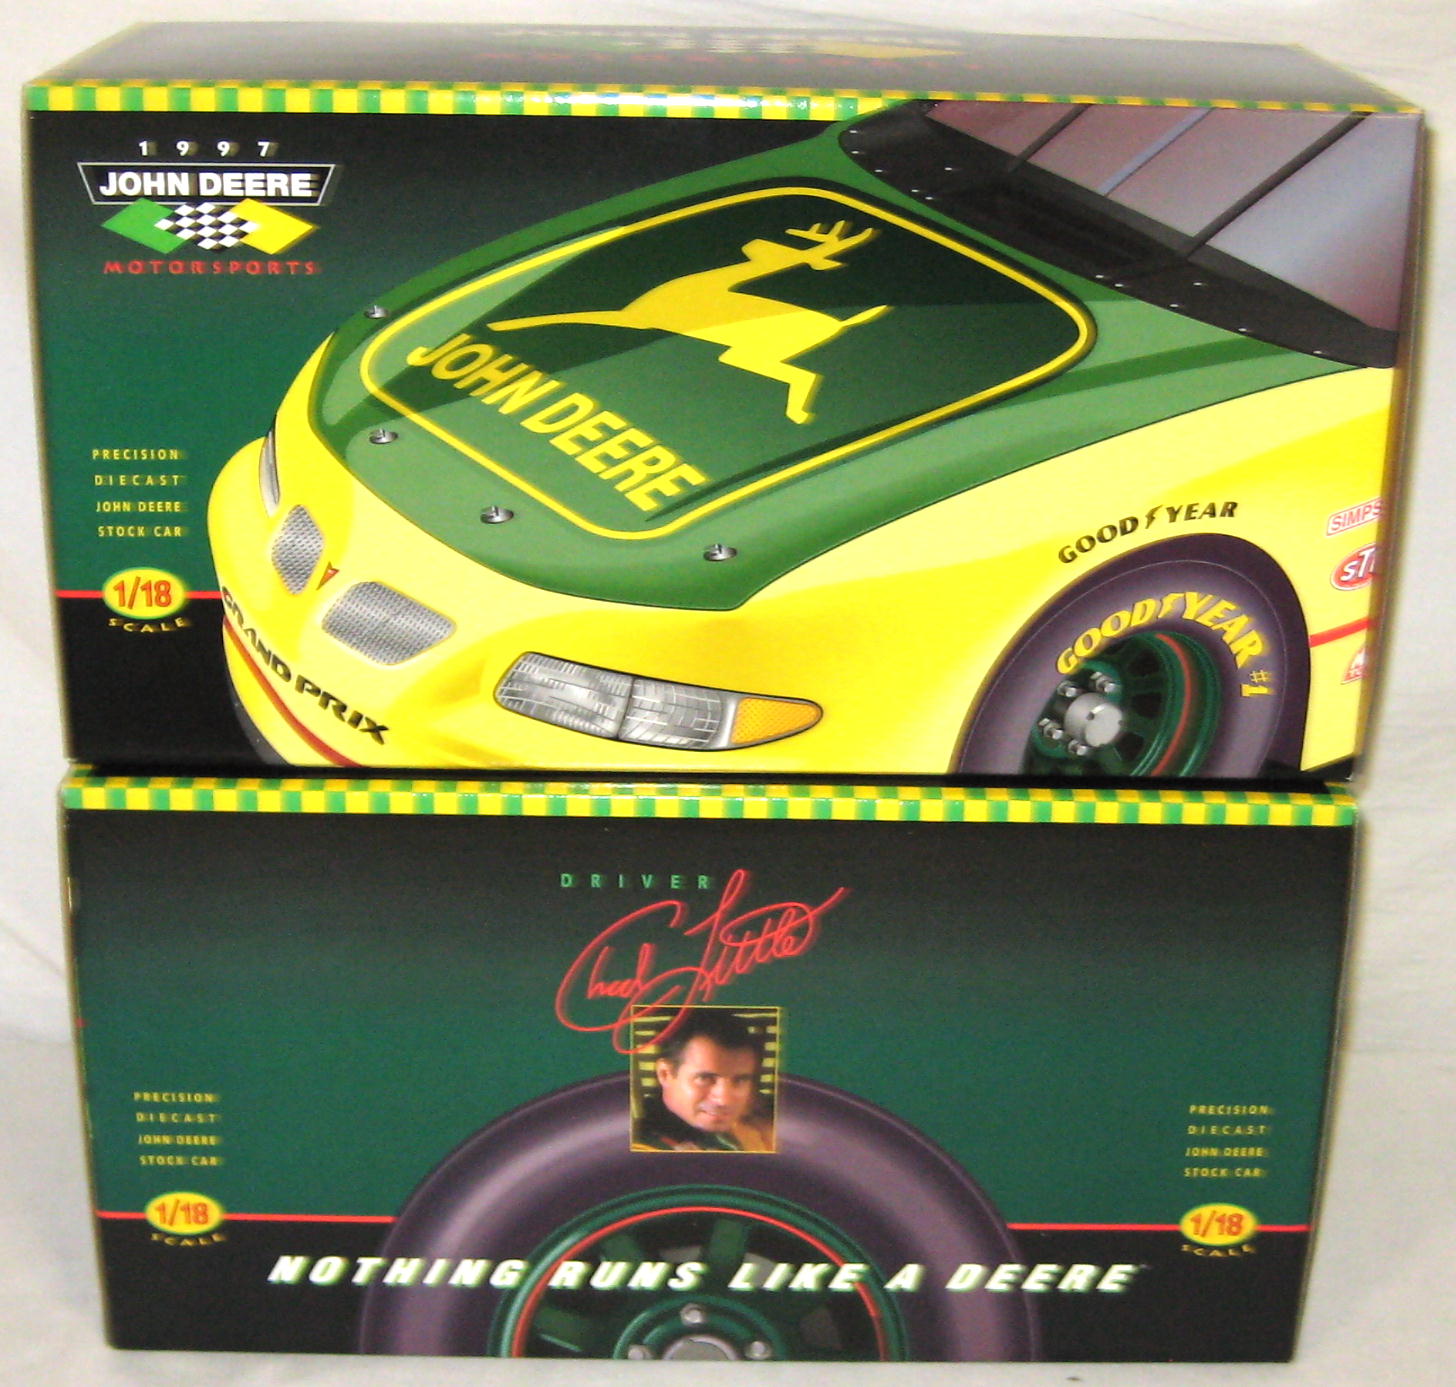 1997
JOHN DEERE
MOTORSPORTS
JOHN DEERE
PRECISION
DIECAST
JOHN DEERE
STOCK CAR
1/18
SCALE
GRAND PRIX
GOODYEAR
GOODYEAR #1
DRIVER
Chad Little
PRECISION
DIECAST
JOHN DEERE
STOCK CAR
1/18
SCALE
PRECISION
DIECAST
JOHN DEERE
STOCK CAR
1/18
SCALE
NOTHING RUNS LIKE A DEERE